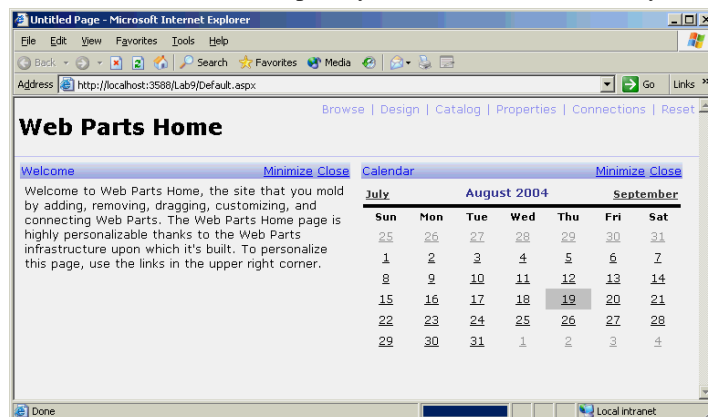 Untitled Page - Microsoft Internet Explorer
File Edit View Favorites Tools Help
Back Search Favorites Media
Address http://localhost:3588/Lab9/Default.aspx Go Links »
Browse | Design | Catalog | Properties | Connections | Reset
Web Parts Home
Welcome Minimize Close
Welcome to Web Parts Home, the site that you mold
by adding, removing, dragging, customizing, and
connecting Web Parts. The Web Parts Home page is
highly personalizable thanks to the Web Parts
infrastructure upon which it's built. To personalize
this page, use the links in the upper right corner.
Calendar Minimize Close
July August 2004 September
Sun Mon Tue Wed Thu Fri Sat
25 26 27 28 29 30 31
1 2 3 4 5 6 7
8 9 10 11 12 13 14
15 16 17 18 19 20 21
22 23 24 25 26 27 28
29 30 31 1 2 3 4
Done Local intranet